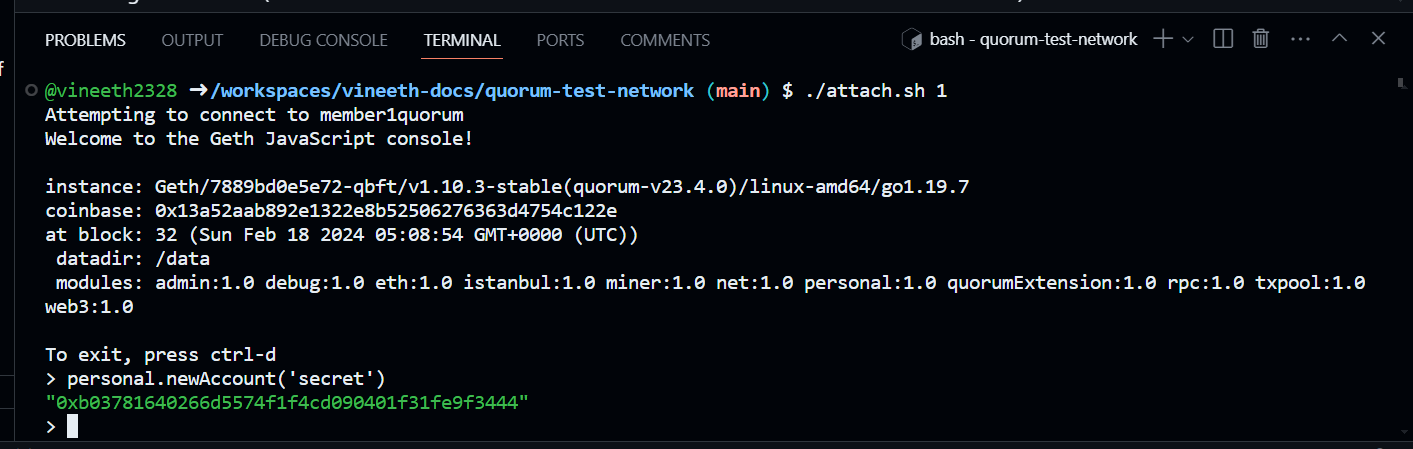 PROBLEMS OUTPUT DEBUG CONSOLE TERMINAL PORTS COMMENTS bash - quorum-test-network
@vineeth2328 ➜/workspaces/vineeth-docs/quorum-test-network (main) $ ./attach.sh 1
Attempting to connect to member1quorum
Welcome to the Geth JavaScript console!
instance: Geth/7889bd0e5e72-qbft/v1.10.3-stable(quorum-v23.4.0)/linux-amd64/go1.19.7
coinbase: 0x13a52aab892e1322e8b52506276363d4754c122e
at block: 32 (Sun Feb 18 2024 05:08:54 GMT+0000 (UTC))
datadir: /data
modules: admin:1.0 debug:1.0 eth:1.0 istanbul:1.0 miner:1.0 net:1.0 personal:1.0 quorumExtension:1.0 rpc:1.0 txpool:1.0
web3:1.0
To exit, press ctrl-d
> personal.newAccount('secret')
"0xb03781640266d5574f1f4cd090401f31fe9f3444"
>